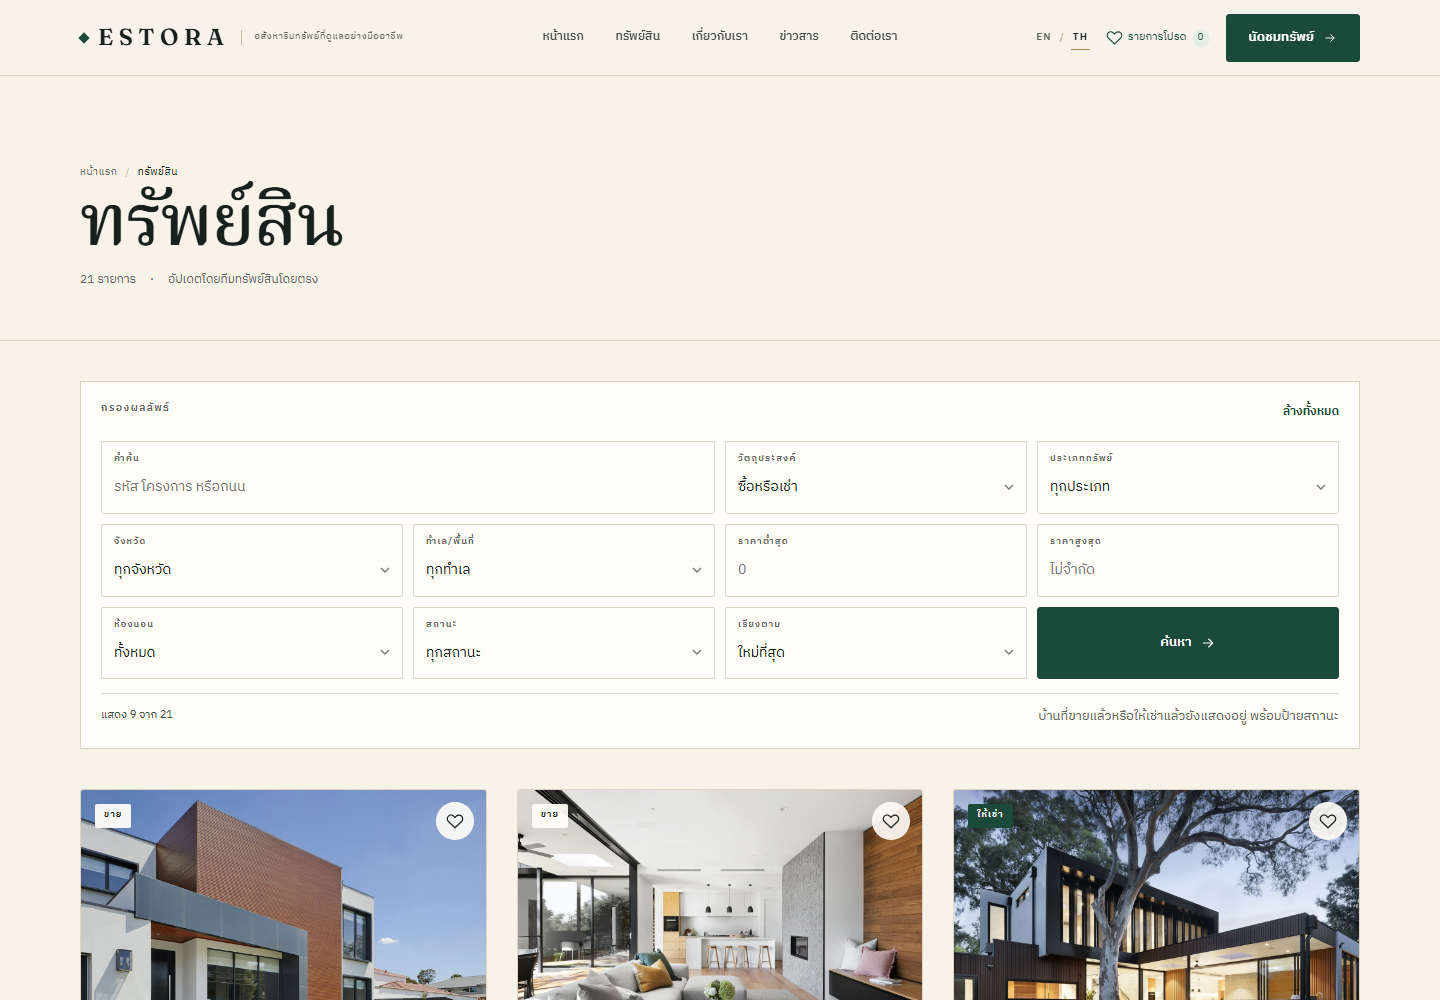 ESTORA
อสังหาริมทรัพย์ที่ดูแลอย่างมืออาชีพ
หน้าแรก ทรัพย์สิน เกี่ยวกับเรา ข่าวสาร ติดต่อเรา
EN / TH
รายการโปรด 0
นัดชมทรัพย์ →
หน้าแรก / ทรัพย์สิน
ทรัพย์สิน
21 รายการ · อัปเดตโดยทีมทรัพย์สินโดยตรง
กรองผลลัพธ์
ล้างทั้งหมด
คำค้น
รหัส โครงการ หรือถนน
วัตถุประสงค์
ซื้อหรือเช่า
ประเภททรัพย์
ทุกประเภท
จังหวัด
ทุกจังหวัด
ทำเล/พื้นที่
ทุกทำเล
ราคาต่ำสุด
0
ราคาสูงสุด
ไม่จำกัด
ห้องนอน
ทั้งหมด
สถานะ
ทุกสถานะ
เรียงตาม
ใหม่ที่สุด
ค้นหา →
แสดง 9 จาก 21
บ้านที่ขายแล้วหรือให้เช่าแล้วยังแสดงอยู่ พร้อมป้ายสถานะ
ขาย
ขาย
ให้เช่า